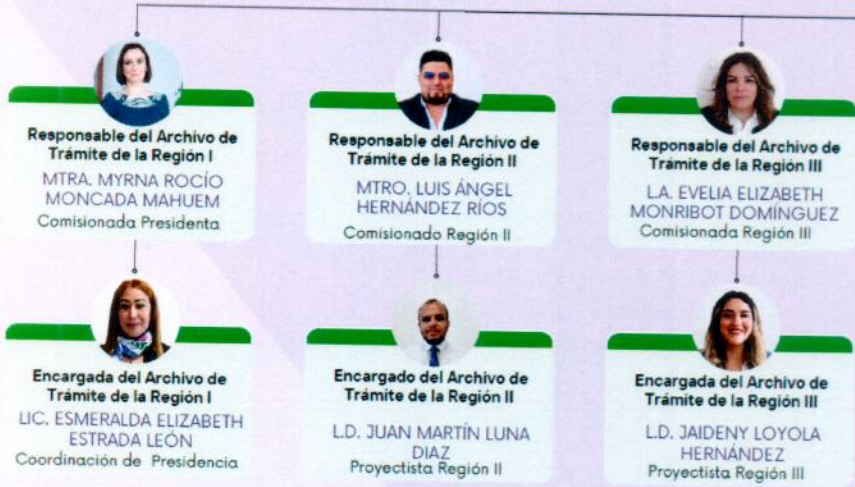 Responsable del Archivo de
Trámite de la Región I
MTRA. MYRNA ROCÍO
MONCADA MAHUEM
Comisionada Presidenta
Responsable del Archivo de
Trámite de la Región II
MTRO. LUIS ÁNGEL
HERNÁNDEZ RÍOS
Comisionado Región II
Responsable del Archivo de
Trámite de la Región III
L.A. EVELIA ELIZABETH
MONRIBOT DOMÍNGUEZ
Comisionada Región III
Encargada del Archivo de
Trámite de la Región I
LIC. ESMERALDA ELIZABETH
ESTRADA LEÓN
Coordinación de Presidencia
Encargado del Archivo de
Trámite de la Región II
L.D. JUAN MARTÍN LUNA
DIAZ
Proyectista Región II
Encargada del Archivo de
Trámite de la Región III
L.D. JAIDENY LOYOLA
HERNÁNDEZ
Proyectista Región III